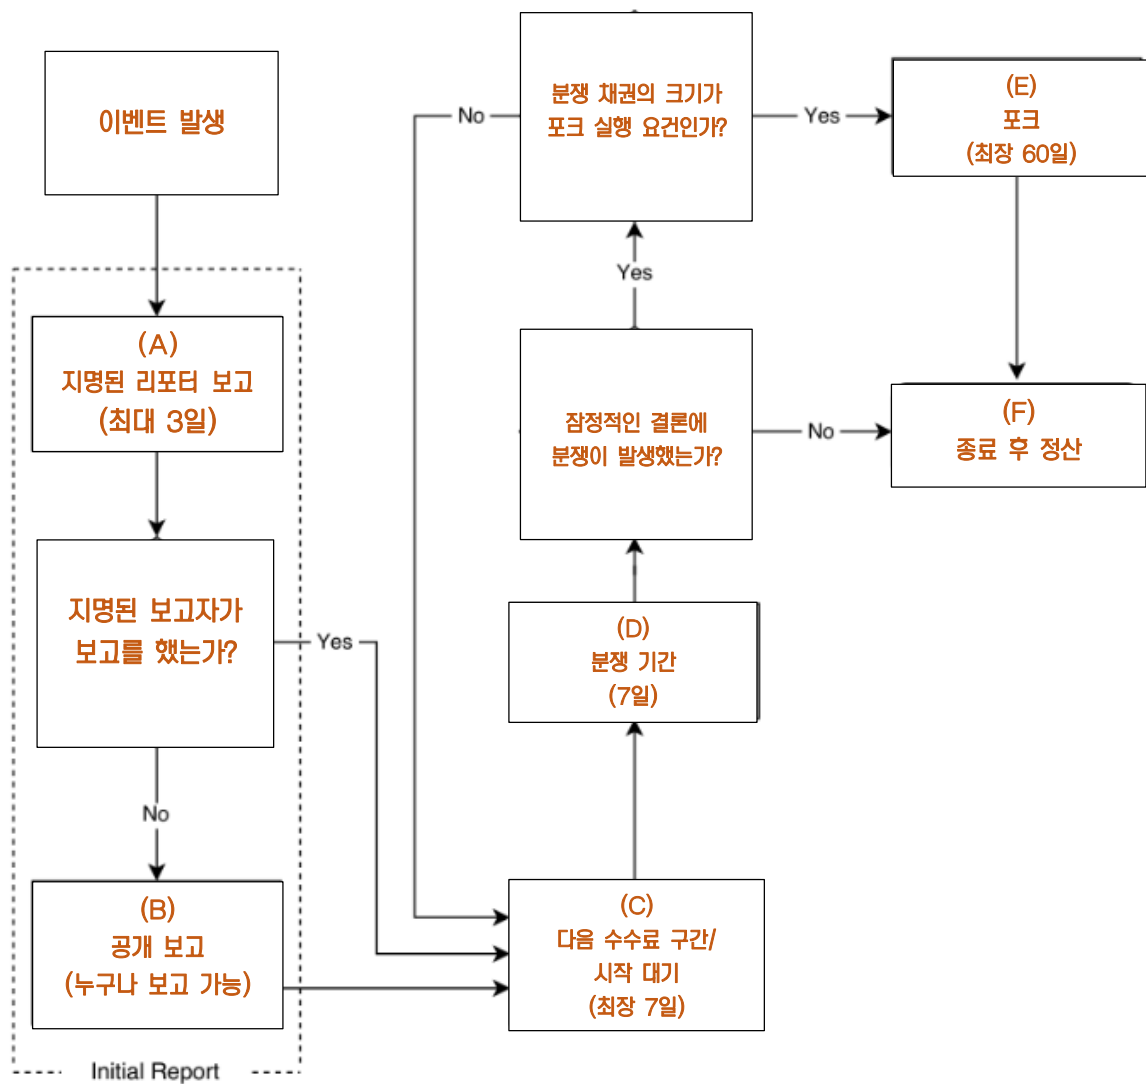 이벤트 발생
(A)
지명된 리포터 보고
(최대 3일)
지명된 보고자가
보고를 했는가?
Yes
No
(B)
공개 보고
(누구나 보고 가능)
Initial Report
(C)
다음 수수료 구간/
시작 대기
(최장 7일)
(D)
분쟁 기간
(7일)
잠정적인 결론에
분쟁이 발생했는가?
Yes
No
분쟁 채권의 크기가
포크 실행 요건인가?
No
Yes
(E)
포크
(최장 60일)
(F)
종료 후 정산